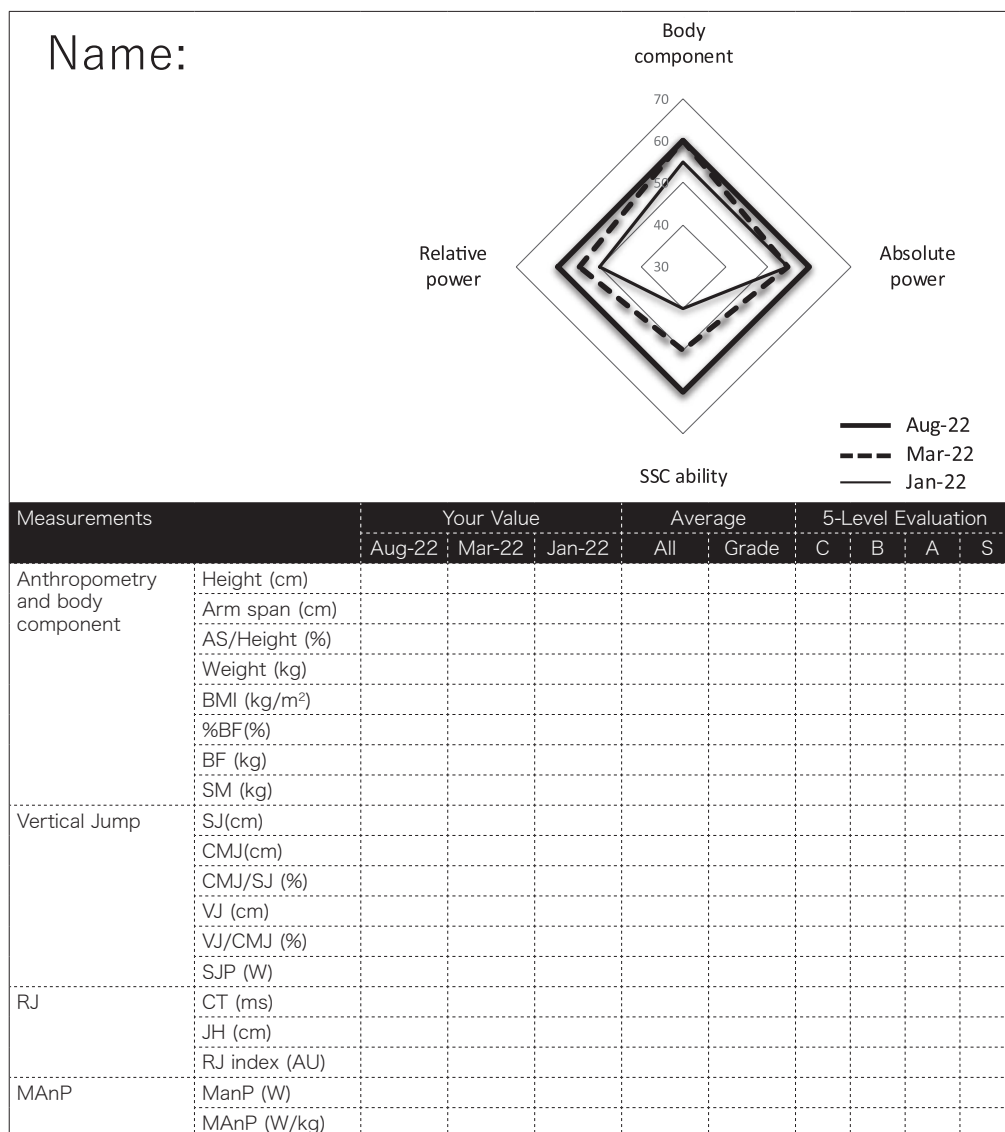 Name:
Body
component
70
60
50
40
30
Relative
power
Absolute
power
SSC ability
Aug-22
Mar-22
Jan-22
Measurements Your Value Average 5-Level Evaluation
Aug-22 Mar-22 Jan-22 All Grade C B A S
Anthropometry
and body
component
Height (cm)
Arm span (cm)
AS/Height (%)
Weight (kg)
BMI (kg/m²)
%BF(%)
BF (kg)
SM (kg)
Vertical Jump
SJ(cm)
CMJ(cm)
CMJ/SJ (%)
VJ (cm)
VJ/CMJ (%)
SJP (W)
RJ
CT (ms)
JH (cm)
RJ index (AU)
MAnP
ManP (W)
MAnP (W/kg)